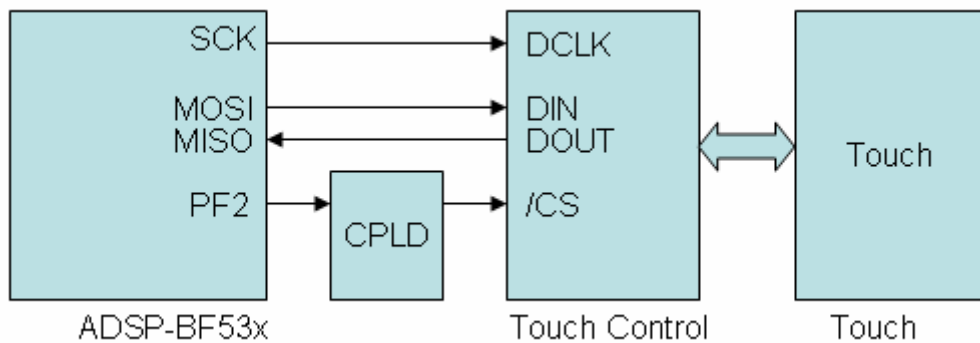 SCK
DCLK
MOSI
DIN
MISO
DOUT
Touch
PF2
CPLD
/CS
ADSP-BF53x
Touch Control
Touch